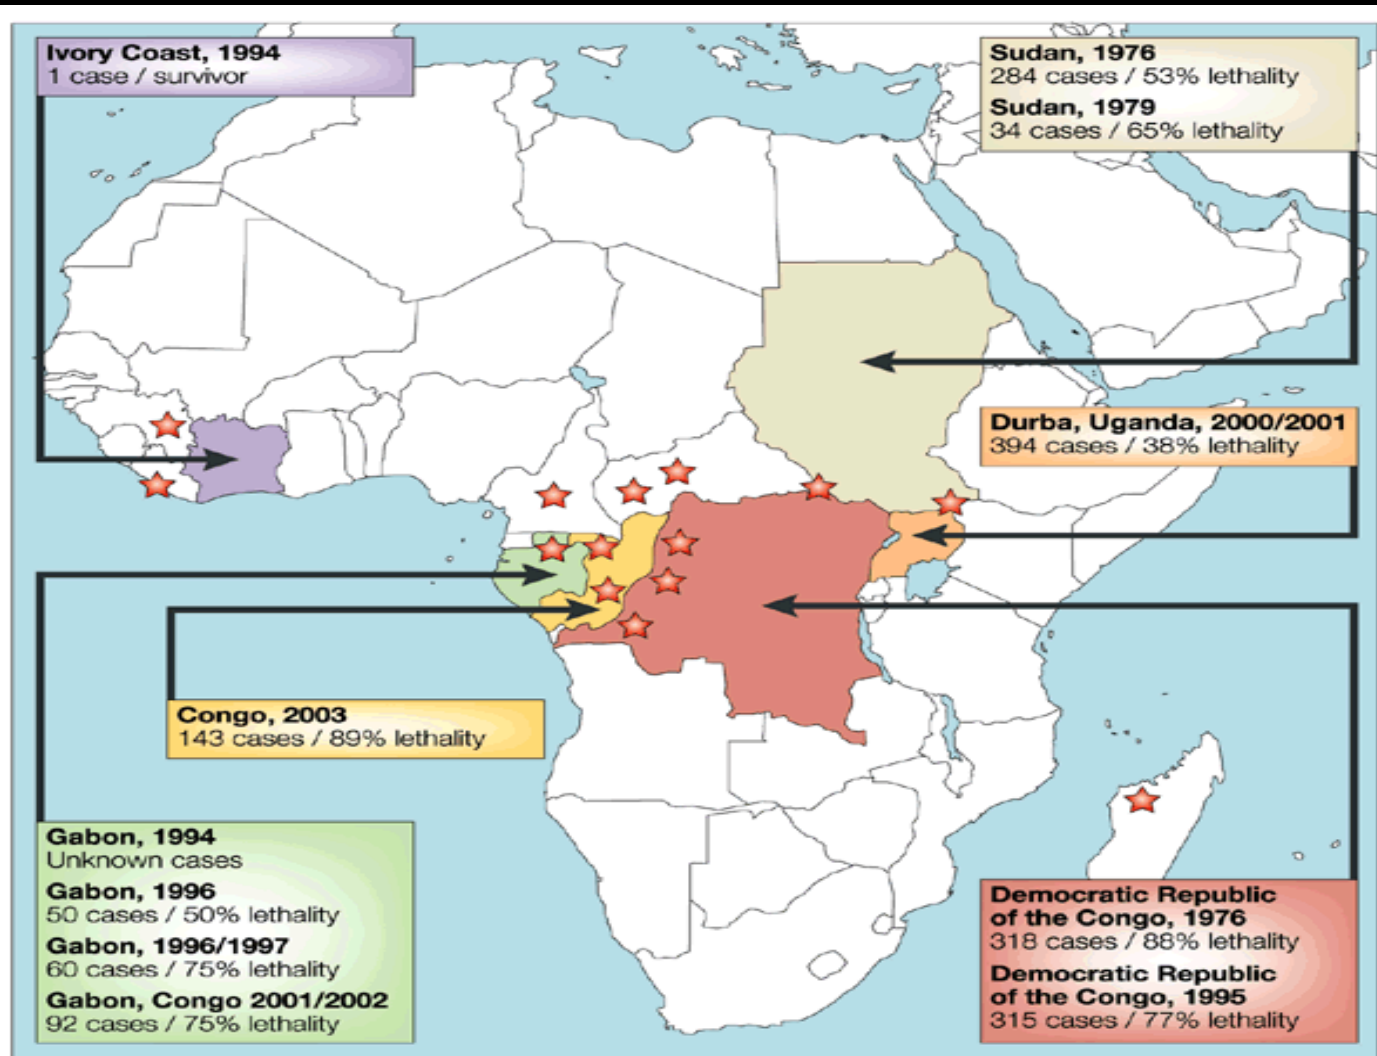 Ivory Coast, 1994
1 case / survivor
Sudan, 1976
284 cases / 53% lethality
Sudan, 1979
34 cases / 65% lethality
Durba, Uganda, 2000/2001
394 cases / 38% lethality
Congo, 2003
143 cases / 89% lethality
Gabon, 1994
Unknown cases
Gabon, 1996
50 cases / 50% lethality
Gabon, 1996/1997
60 cases / 75% lethality
Gabon, Congo 2001/2002
92 cases / 75% lethality
Democratic Republic
of the Congo, 1976
318 cases / 88% lethality
Democratic Republic
of the Congo, 1995
315 cases / 77% lethality